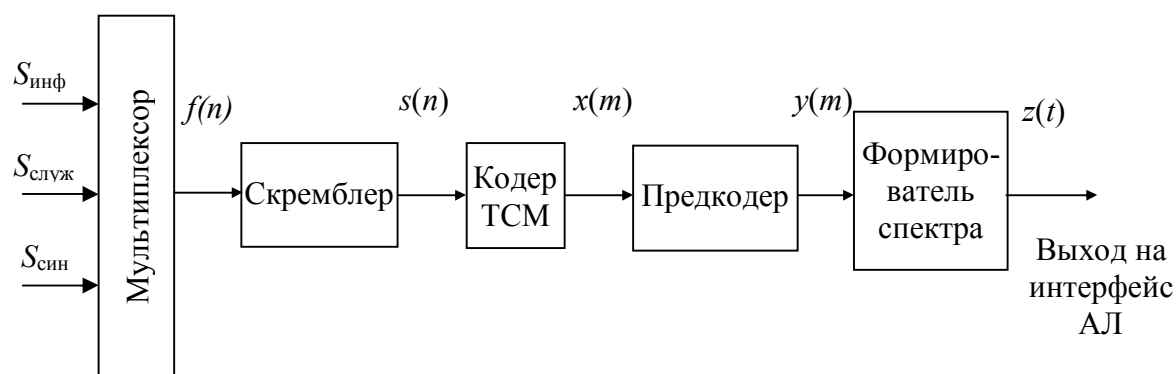 Sинф
Sслуж
Sсин
Мультиплексор
f(n)
Скремблер
s(n)
Кодер
TCM
x(m)
Предкодер
y(m)
Формиро-
ватель
спектра
z(t)
Выход на
интерфейс
АЛ